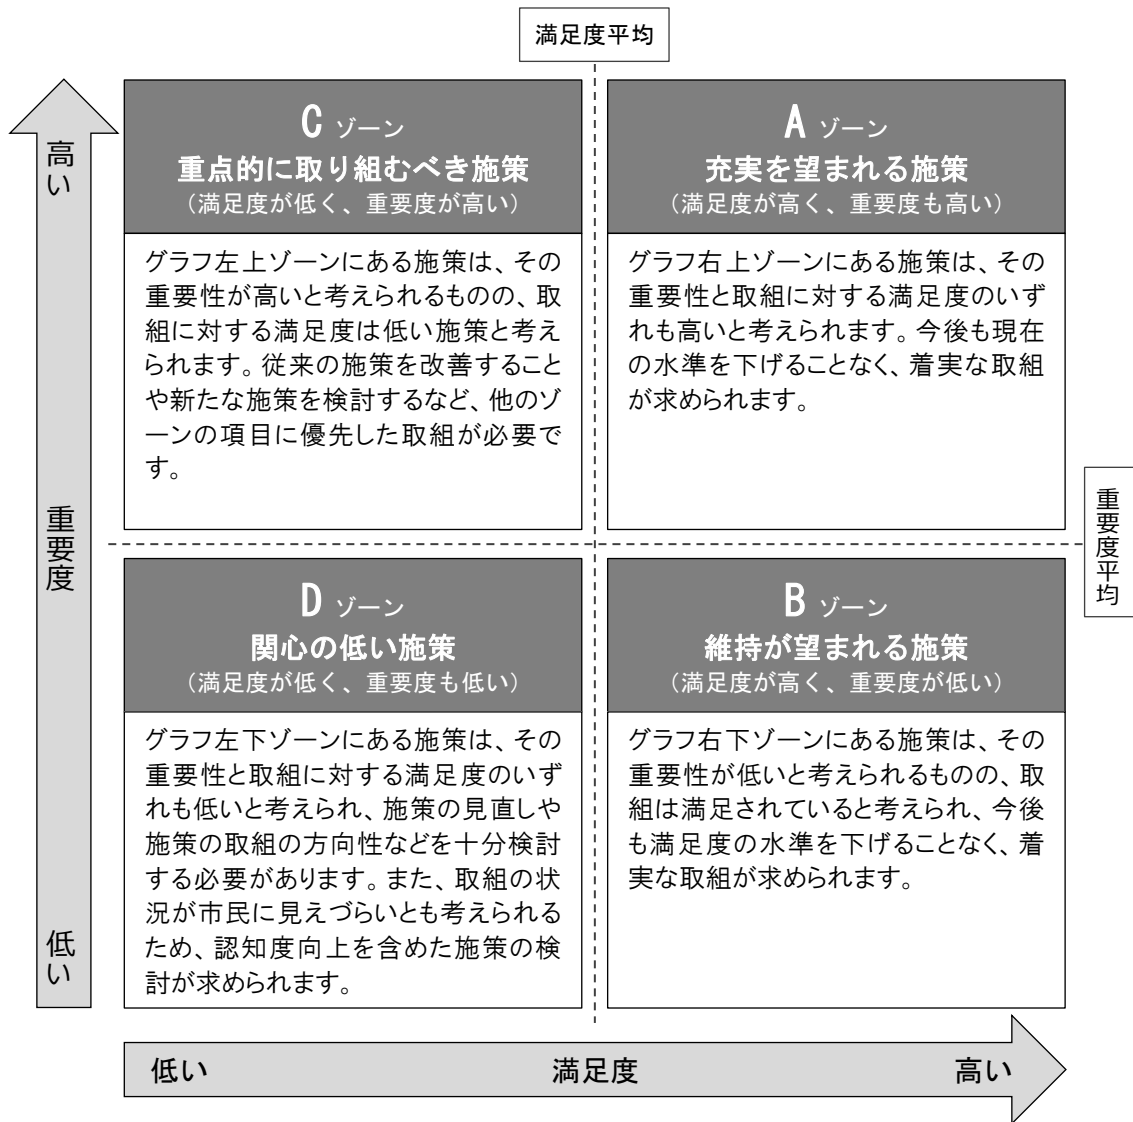 満足度平均
高い
重要度
低い
C ゾーン
重点的に取り組むべき施策
（満足度が低く、重要度が高い）
グラフ左上ゾーンにある施策は、その
重要性が高いと考えられるものの、取
組に対する満足度は低い施策と考え
られます。従来の施策を改善すること
や新たな施策を検討するなど、他のゾ
ーンの項目に優先した取組が必要で
す。
A ゾーン
充実を望まれる施策
（満足度が高く、重要度も高い）
グラフ右上ゾーンにある施策は、その
重要性と取組に対する満足度のいず
れも高いと考えられます。今後も現在
の水準を下げることなく、着実な取組
が求められます。
重要度平均
D ゾーン
関心の低い施策
（満足度が低く、重要度も低い）
グラフ左下ゾーンにある施策は、その
重要性と取組に対する満足度のいず
れも低いと考えられ、施策の見直しや
施策の取組の方向性などを十分検討
する必要があります。また、取組の状
況が市民に見えづらいとも考えられる
ため、認知度向上を含めた施策の検
討が求められます。
B ゾーン
維持が望まれる施策
（満足度が高く、重要度が低い）
グラフ右下ゾーンにある施策は、その
重要性が低いと考えられるものの、取
組は満足されていると考えられ、今後
も満足度の水準を下げることなく、着
実な取組が求められます。
低い 満足度 高い